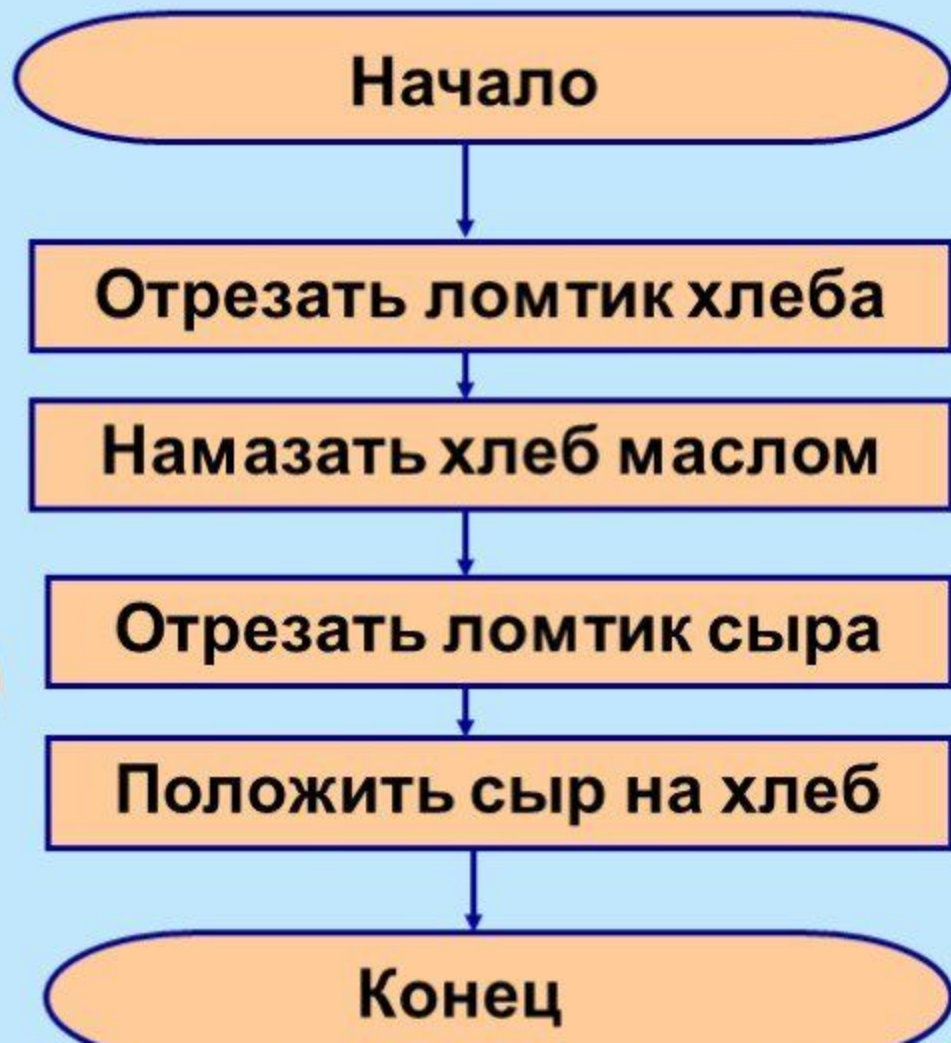 Начало
Отрезать ломтик хлеба
Намазать хлеб маслом
Отрезать ломтик сыра
Положить сыр на хлеб
Конец